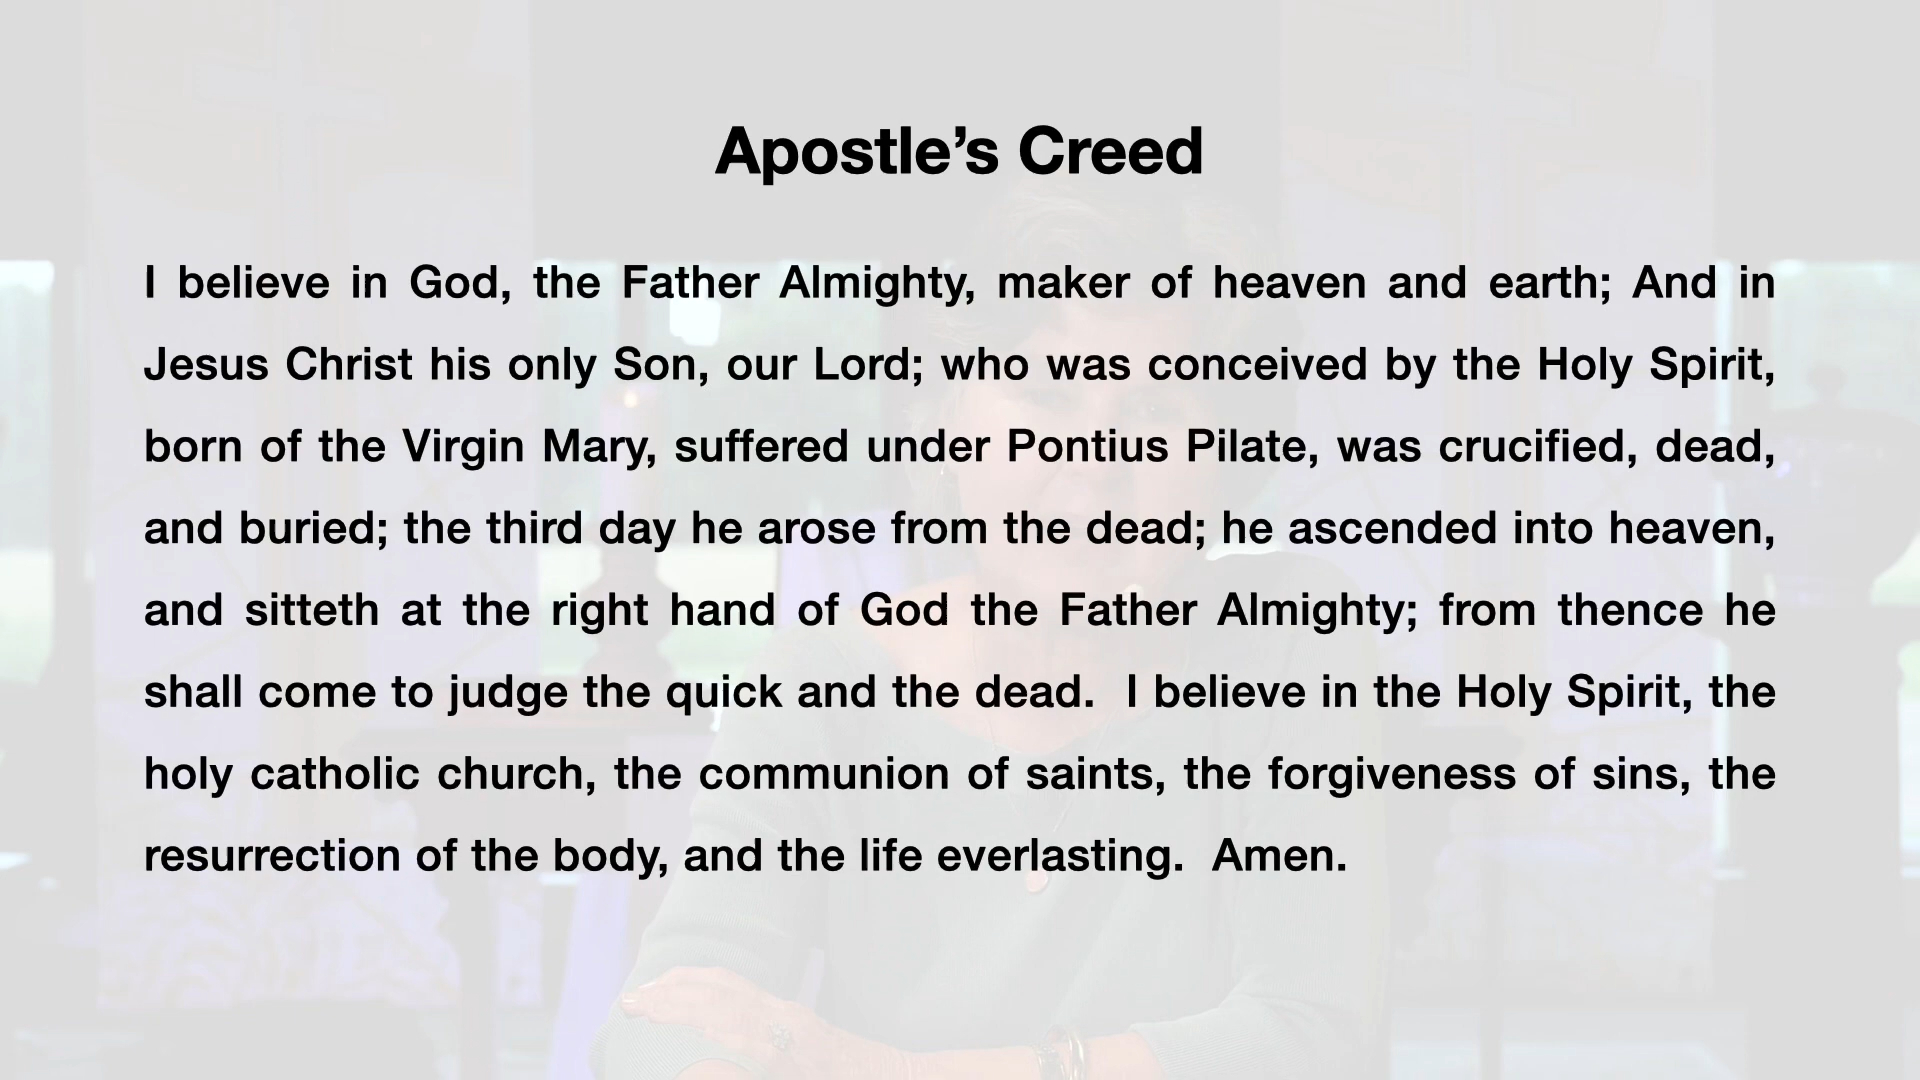 Apostle’s Creed
I believe in God, the Father Almighty, maker of heaven and earth; And in
Jesus Christ his only Son, our Lord; who was conceived by the Holy Spirit,
born of the Virgin Mary, suffered under Pontius Pilate, was crucified, dead,
and buried; the third day he arose from the dead; he ascended into heaven,
and sitteth at the right hand of God the Father Almighty; from thence he
shall come to judge the quick and the dead.  I believe in the Holy Spirit, the
holy catholic church, the communion of saints, the forgiveness of sins, the
resurrection of the body, and the life everlasting.  Amen.